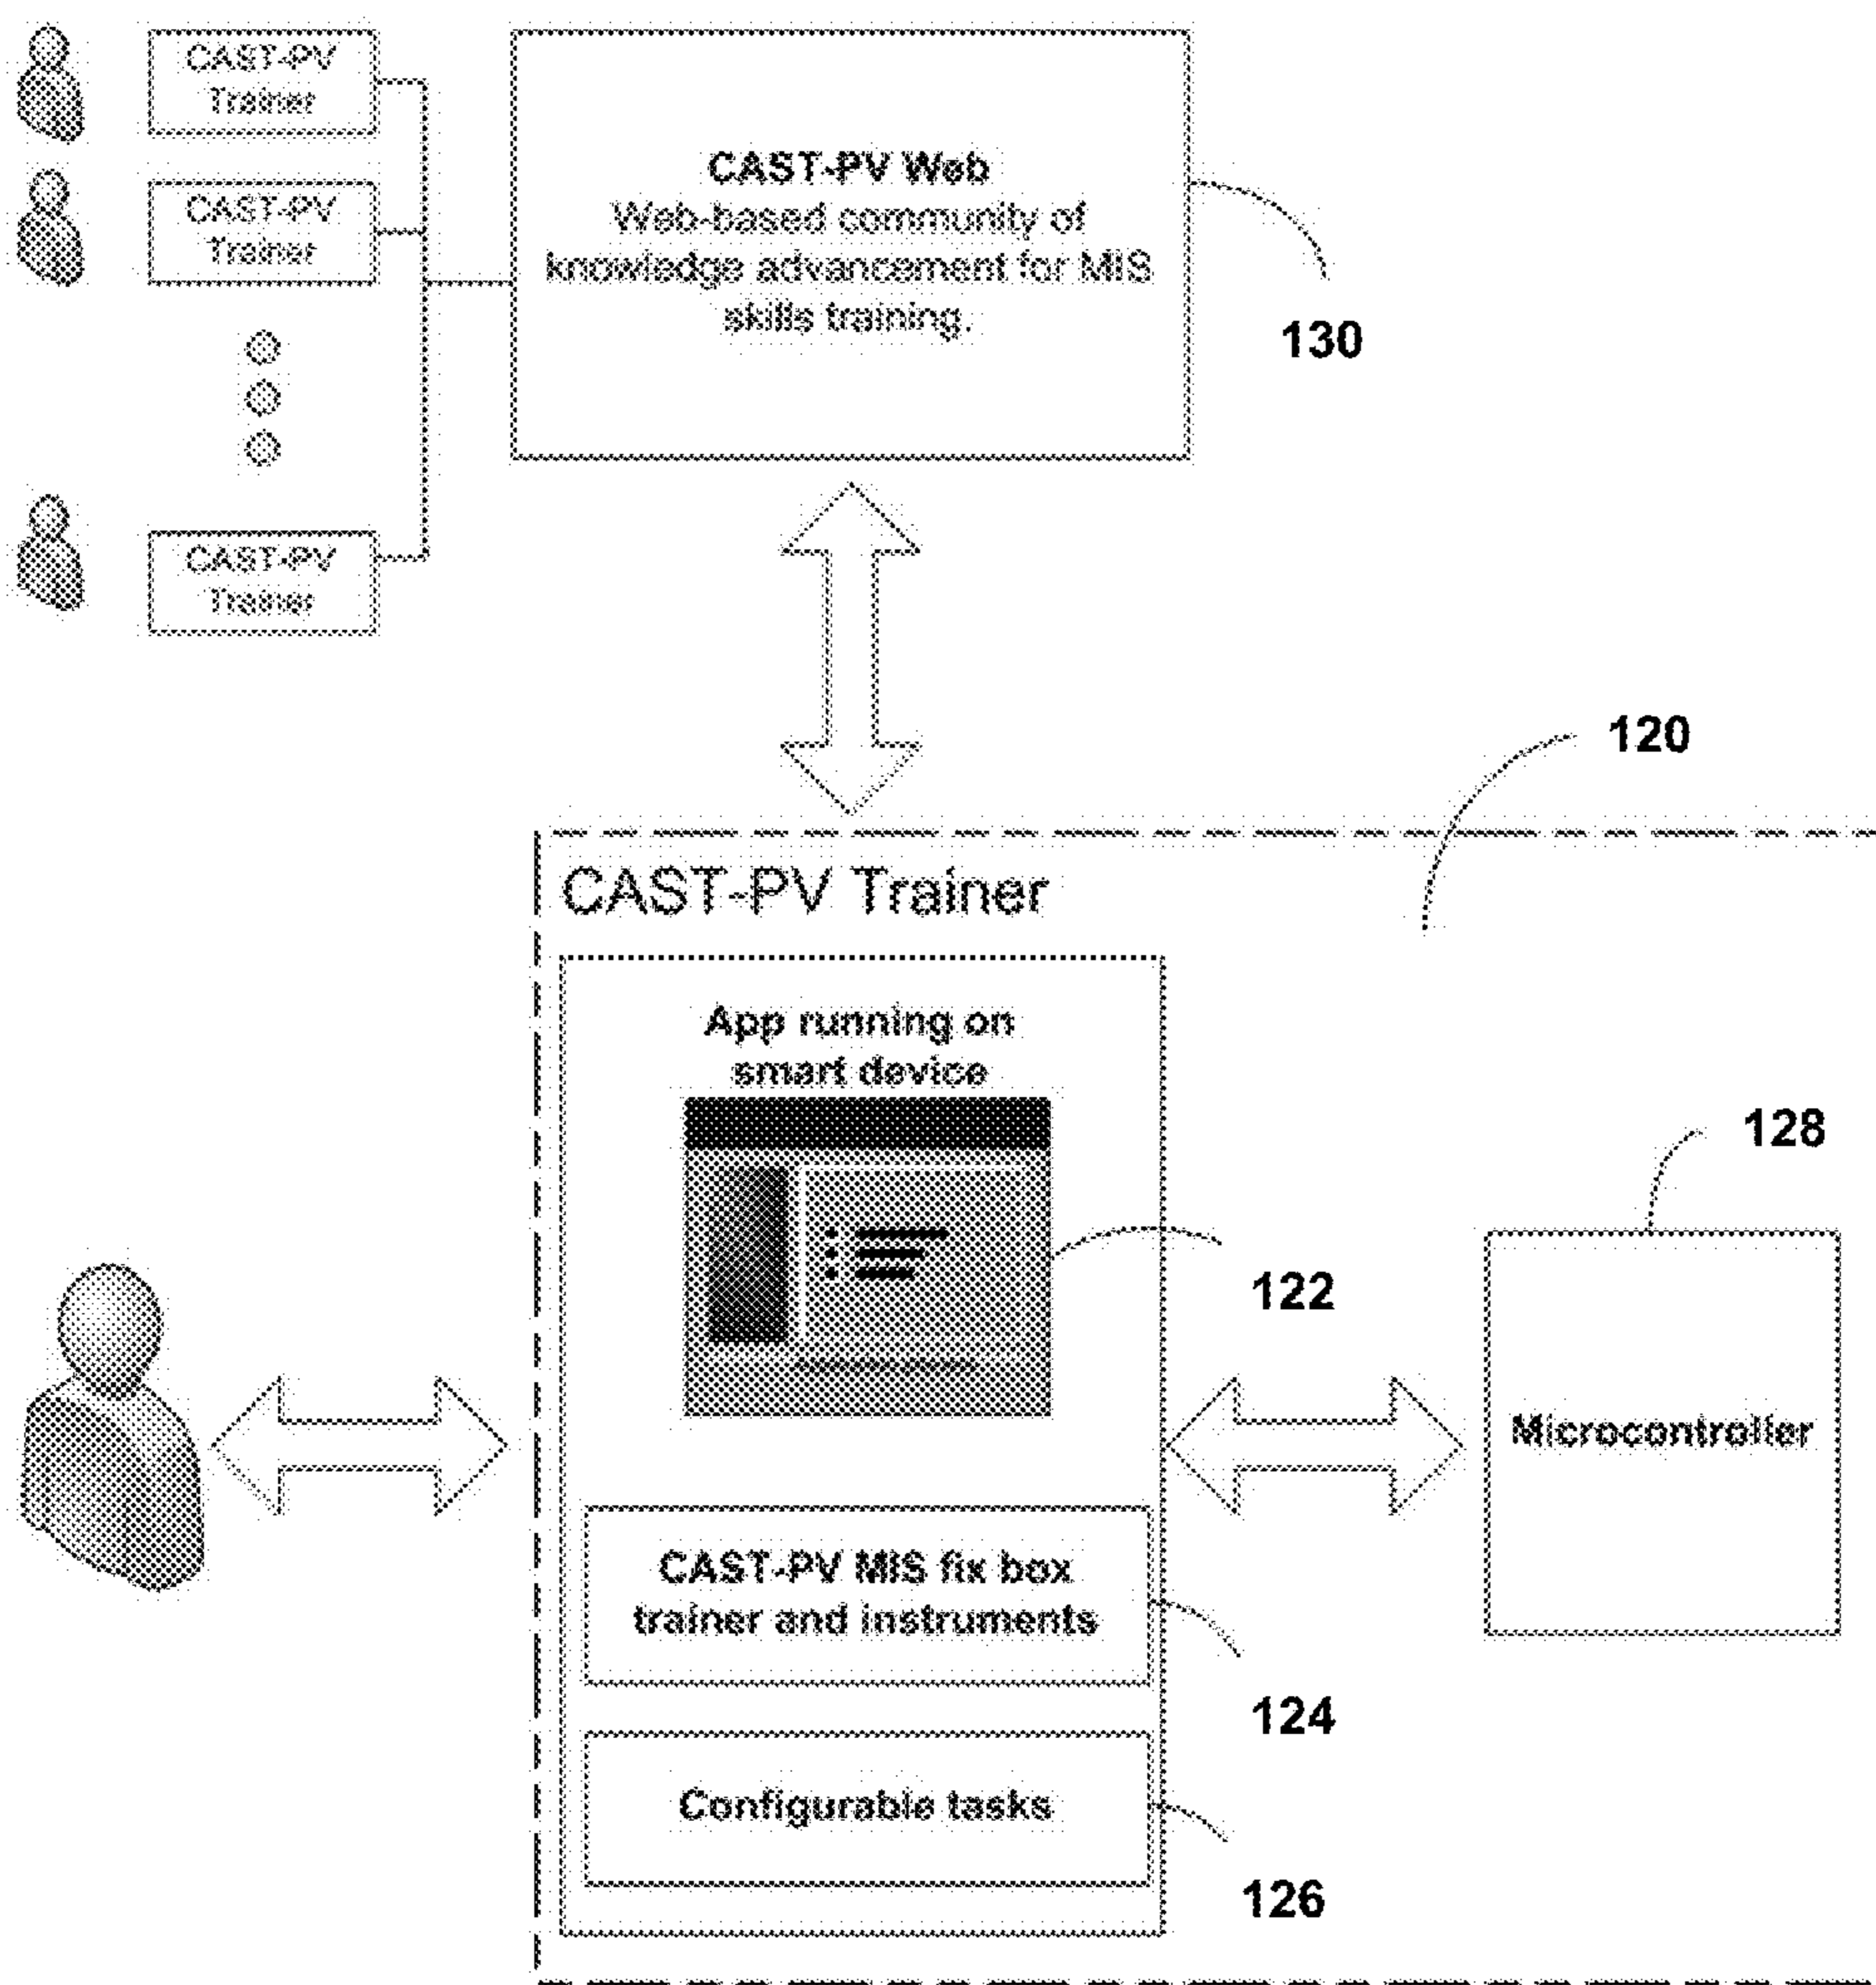 CAST-PV
Trainer
CAST-PV
Trainer
CAST-PV
Trainer
CAST-PV Web
Web-based community of
knowledge advancement for MIS
skills training.
130
120
CAST-PV Trainer
App running on
smart device
122
128
Microcontroller
CAST-PV MIS fix box
trainer and instruments
124
Configurable tasks
126